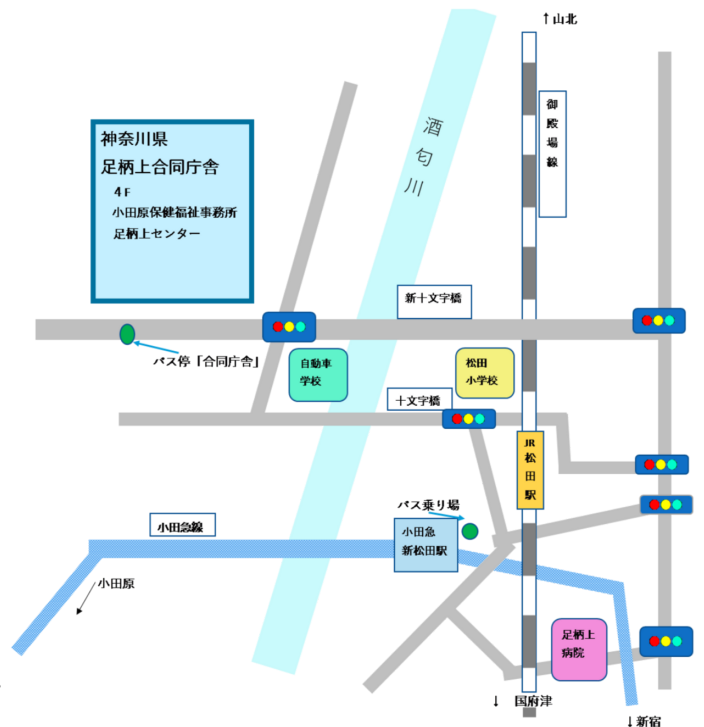 ↑山北
神奈川県
足柄上合同庁舎
4F
小田原保健福祉事務所
足柄上センター
酒匂川
御殿場線
新十文字橋
バス停「合同庁舎」
自動車
学校
松田
小学校
十文字橋
JR
松田駅
バス乗り場
小田急線
小田急
新松田駅
小田原
足柄上
病院
↓ 国府津
↓新宿